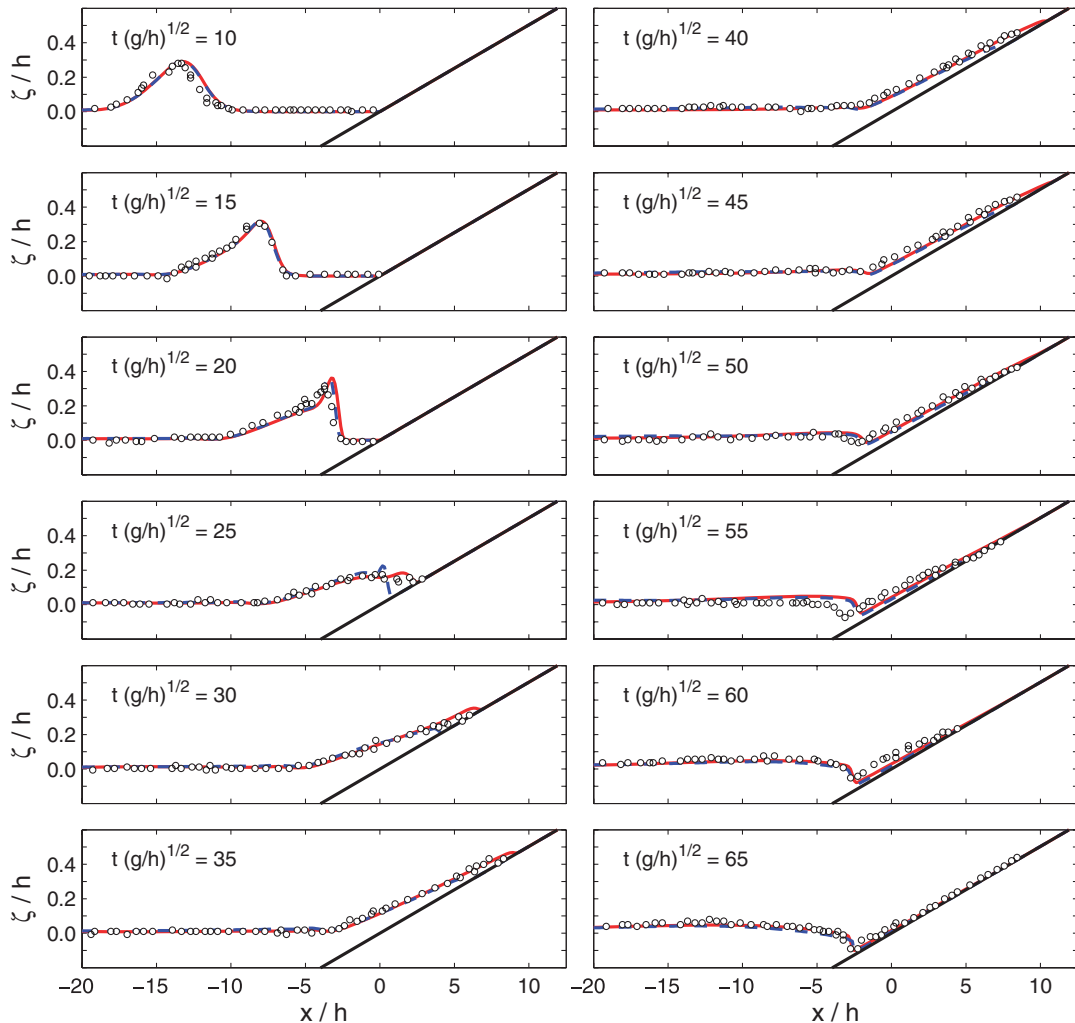 t (g/h)^1/2 = 10
ζ / h
0.4
0.2
0.0
t (g/h)^1/2 = 15
ζ / h
0.4
0.2
0.0
t (g/h)^1/2 = 20
ζ / h
0.4
0.2
0.0
t (g/h)^1/2 = 25
ζ / h
0.4
0.2
0.0
t (g/h)^1/2 = 30
ζ / h
0.4
0.2
0.0
t (g/h)^1/2 = 35
ζ / h
0.4
0.2
0.0
−20 −15 −10 −5 0 5 10
x / h
t (g/h)^1/2 = 40
t (g/h)^1/2 = 45
t (g/h)^1/2 = 50
t (g/h)^1/2 = 55
t (g/h)^1/2 = 60
t (g/h)^1/2 = 65
−20 −15 −10 −5 0 5 10
x / h